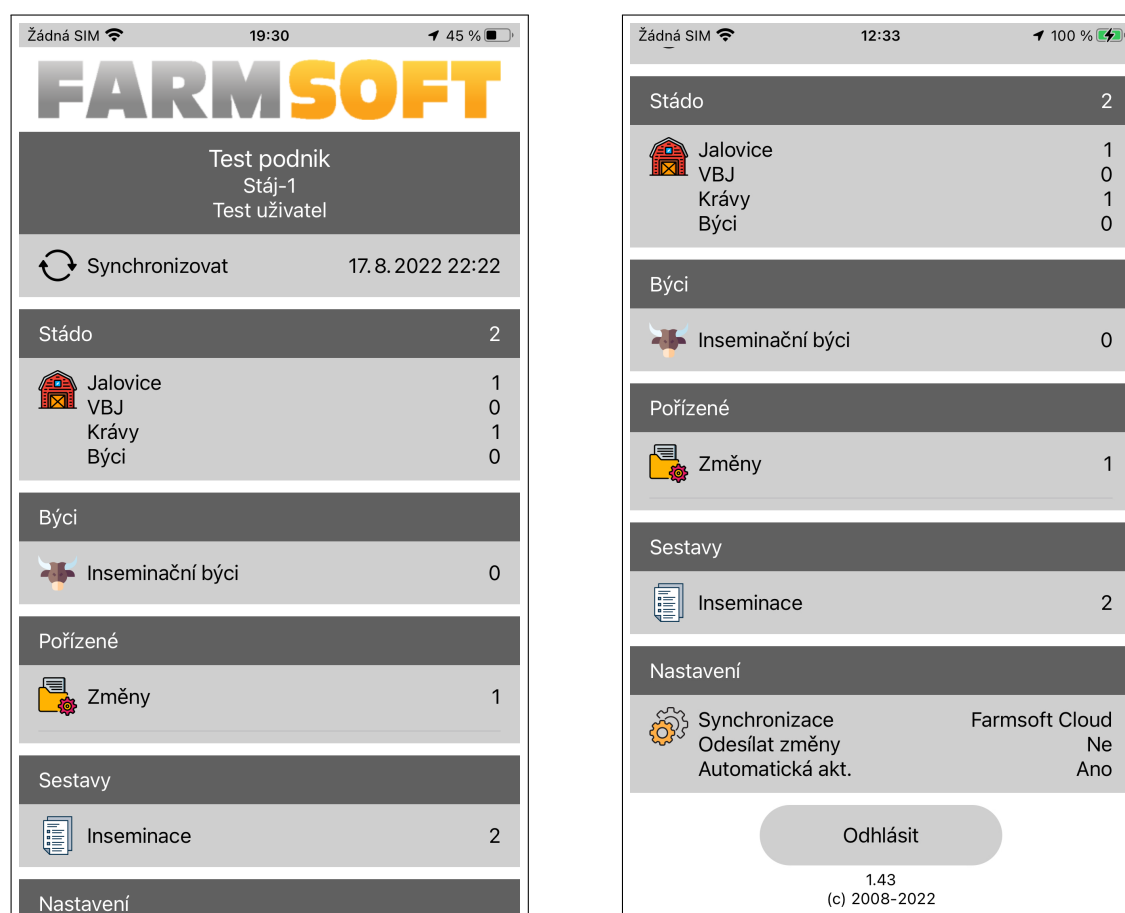 Žádná SIM 19:30 45 %
FARMSOFT
Test podnik
Stáj-1
Test uživatel
Synchronizovat 17. 8. 2022 22:22
Stádo 2
Jalovice 1
VBJ 0
Krávy 1
Býci 0
Býci
Inseminační býci 0
Pořízené
Změny 1
Sestavy
Inseminace 2
Nastavení
Žádná SIM 12:33 100 %
Stádo 2
Jalovice 1
VBJ 0
Krávy 1
Býci 0
Býci
Inseminační býci 0
Pořízené
Změny 1
Sestavy
Inseminace 2
Nastavení
Synchronizace Farmsoft Cloud
Odesílat změny Ne
Automatická akt. Ano
Odhlásit
1.43
(c) 2008-2022